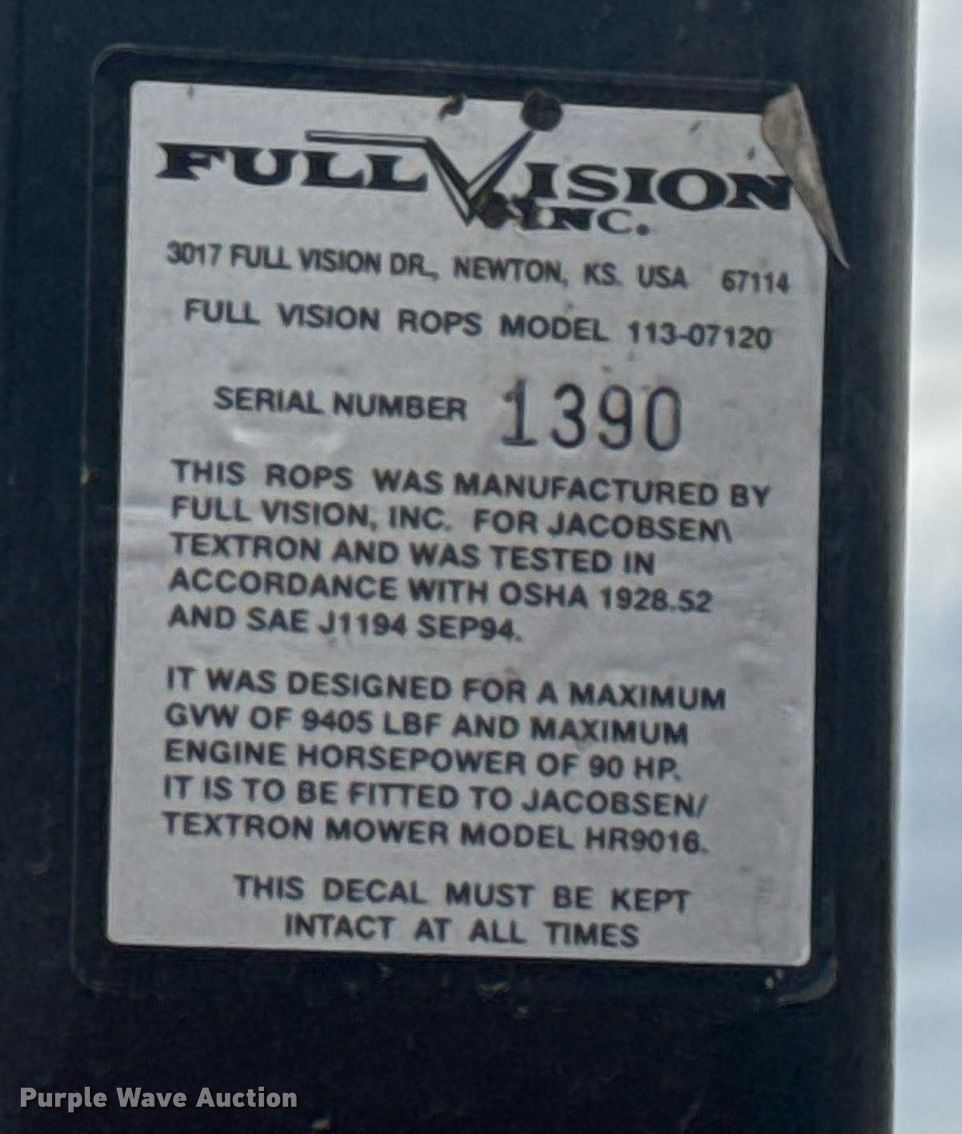 FULL VISION
INC.
3017 FULL VISION DR., NEWTON, KS. USA 67114
FULL VISION ROPS MODEL 113-07120
SERIAL NUMBER 1390
THIS ROPS WAS MANUFACTURED BY
FULL VISION, INC. FOR JACOBSEN\
TEXTRON AND WAS TESTED IN
ACCORDANCE WITH OSHA 1928.52
AND SAE J1194 SEP94.
IT WAS DESIGNED FOR A MAXIMUM
GVW OF 9405 LBF AND MAXIMUM
ENGINE HORSEPOWER OF 90 HP.
IT IS TO BE FITTED TO JACOBSEN/
TEXTRON MOWER MODEL HR9016.
THIS DECAL MUST BE KEPT
INTACT AT ALL TIMES
Purple Wave Auction